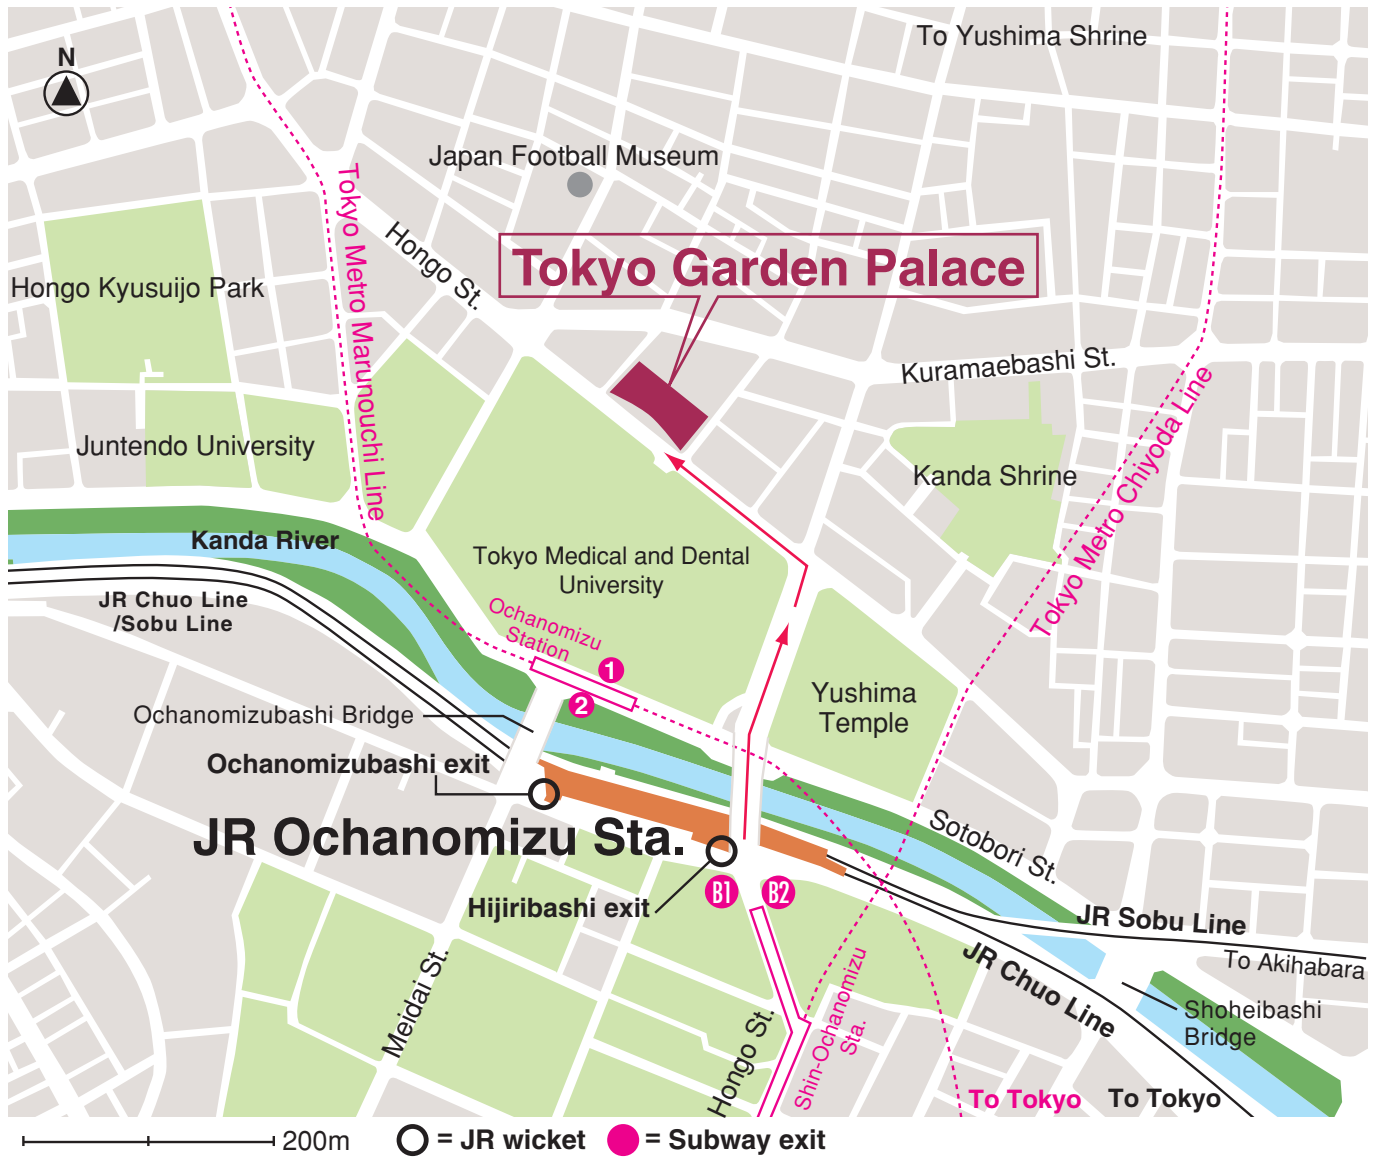 To Yushima Shrine
N
Japan Football Museum
Tokyo Metro Marunouchi Line
Hongo St.
Tokyo Garden Palace
Hongo Kyusuijo Park
Kuramaebashi St.
Tokyo Metro Chiyoda Line
Juntendo University
Kanda Shrine
Kanda River
Tokyo Medical and Dental
University
JR Chuo Line
/Sobu Line
Ochanomizu
Station
1
2
Yushima
Temple
Ochanomizubashi Bridge
Ochanomizubashi exit
JR Ochanomizu Sta.
Sotobori St.
B1
B2
Hijiribashi exit
JR Sobu Line
To Akihabara
JR Chuo Line
Meidai St.
Shin-Ochanomizu
Sta.
Hongo St.
Shoheibashi
Bridge
To Tokyo
To Tokyo
200m
= JR wicket
= Subway exit